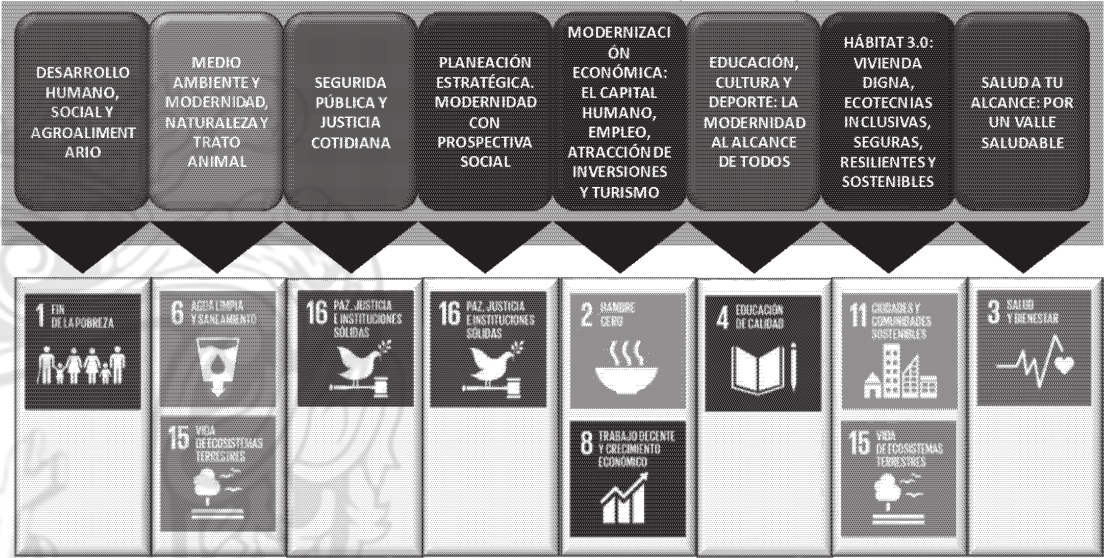 DESARROLLO
HUMANO,
SOCIAL Y
AGROALIMENT
ARIO
MEDIO
AMBIENTE Y
MODERNIDAD,
NATURALEZA Y
TRATO
ANIMAL
SEGURIDA
PÚBLICA Y
JUSTICIA
COTIDIANA
PLANEACIÓN
ESTRATÉGICA.
MODERNIDAD
CON
PROSPECTIVA
SOCIAL
MODERNIZACI
ÓN
ECONÓMICA:
EL CAPITAL
HUMANO,
EMPLEO,
ATRACCIÓN DE
INVERSIONES
Y TURISMO
EDUCACIÓN,
CULTURA Y
DEPORTE: LA
MODERNIDAD
AL ALCANCE
DE TODOS
HÁBITAT 3.0:
VIVIENDA
DIGNA,
ECOTECNIAS
INCLUSIVAS,
SEGURAS,
RESILIENTES Y
SOSTENIBLES
SALUD A TU
ALCANCE: POR
UN VALLE
SALUDABLE
1 FIN
DE LA POBREZA
6 AGUA LIMPIA
Y SANEAMIENTO
15 VIDA
DE ECOSISTEMAS
TERRESTRES
16 PAZ, JUSTICIA
E INSTITUCIONES
SÓLIDAS
16 PAZ, JUSTICIA
E INSTITUCIONES
SÓLIDAS
2 HAMBRE
CERO
8 TRABAJO DECENTE
Y CRECIMIENTO
ECONÓMICO
4 EDUCACIÓN
DE CALIDAD
11 CIUDADES Y
COMUNIDADES
SOSTENIBLES
15 VIDA
DE ECOSISTEMAS
TERRESTRES
3 SALUD
Y BIENESTAR